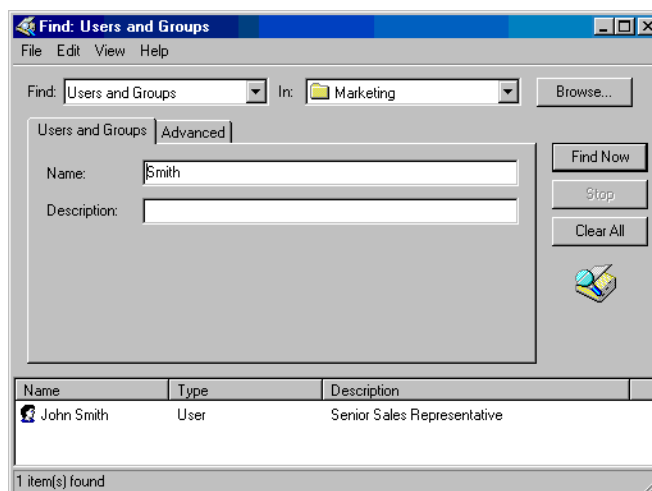 Find: Users and Groups
File Edit View Help
Find: Users and Groups In: Marketing Browse...
Users and Groups Advanced
Find Now
Name: Smith
Stop
Description:
Clear All
Name Type Description
John Smith User Senior Sales Representative
1 item(s) found